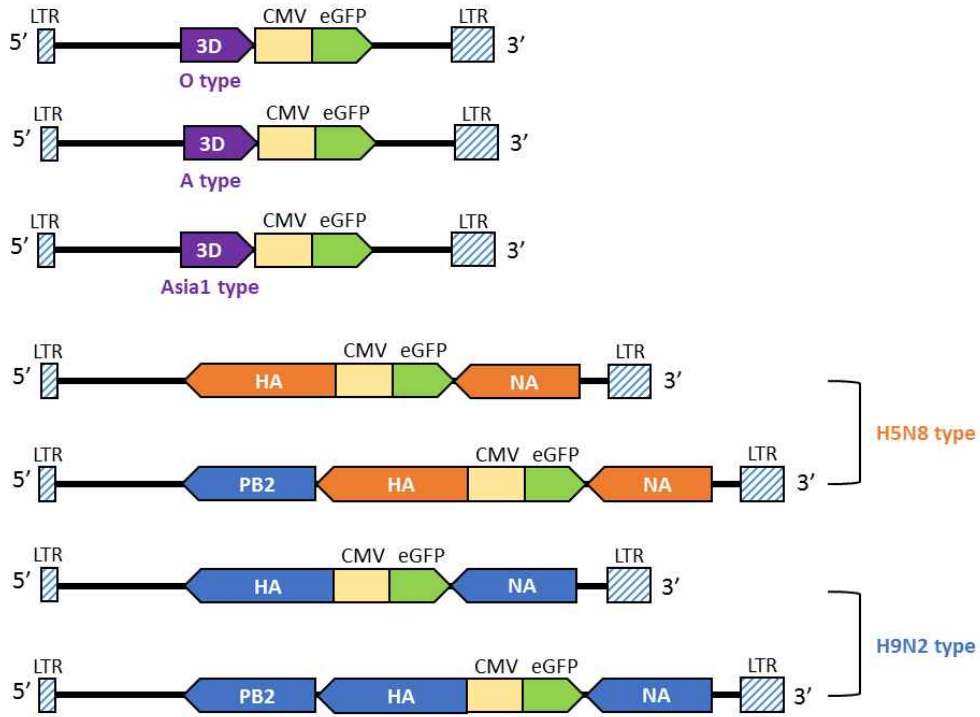 LTR CMV eGFP LTR
5’ 3D 3’
O type
LTR CMV eGFP LTR
5’ 3D 3’
A type
LTR CMV eGFP LTR
5’ 3D 3’
Asia1 type
LTR CMV eGFP LTR
5’ HA NA 3’
H5N8 type
LTR CMV eGFP LTR
5’ PB2 HA NA 3’
LTR CMV eGFP LTR
5’ HA NA 3’
H9N2 type
LTR CMV eGFP LTR
5’ PB2 HA NA 3’